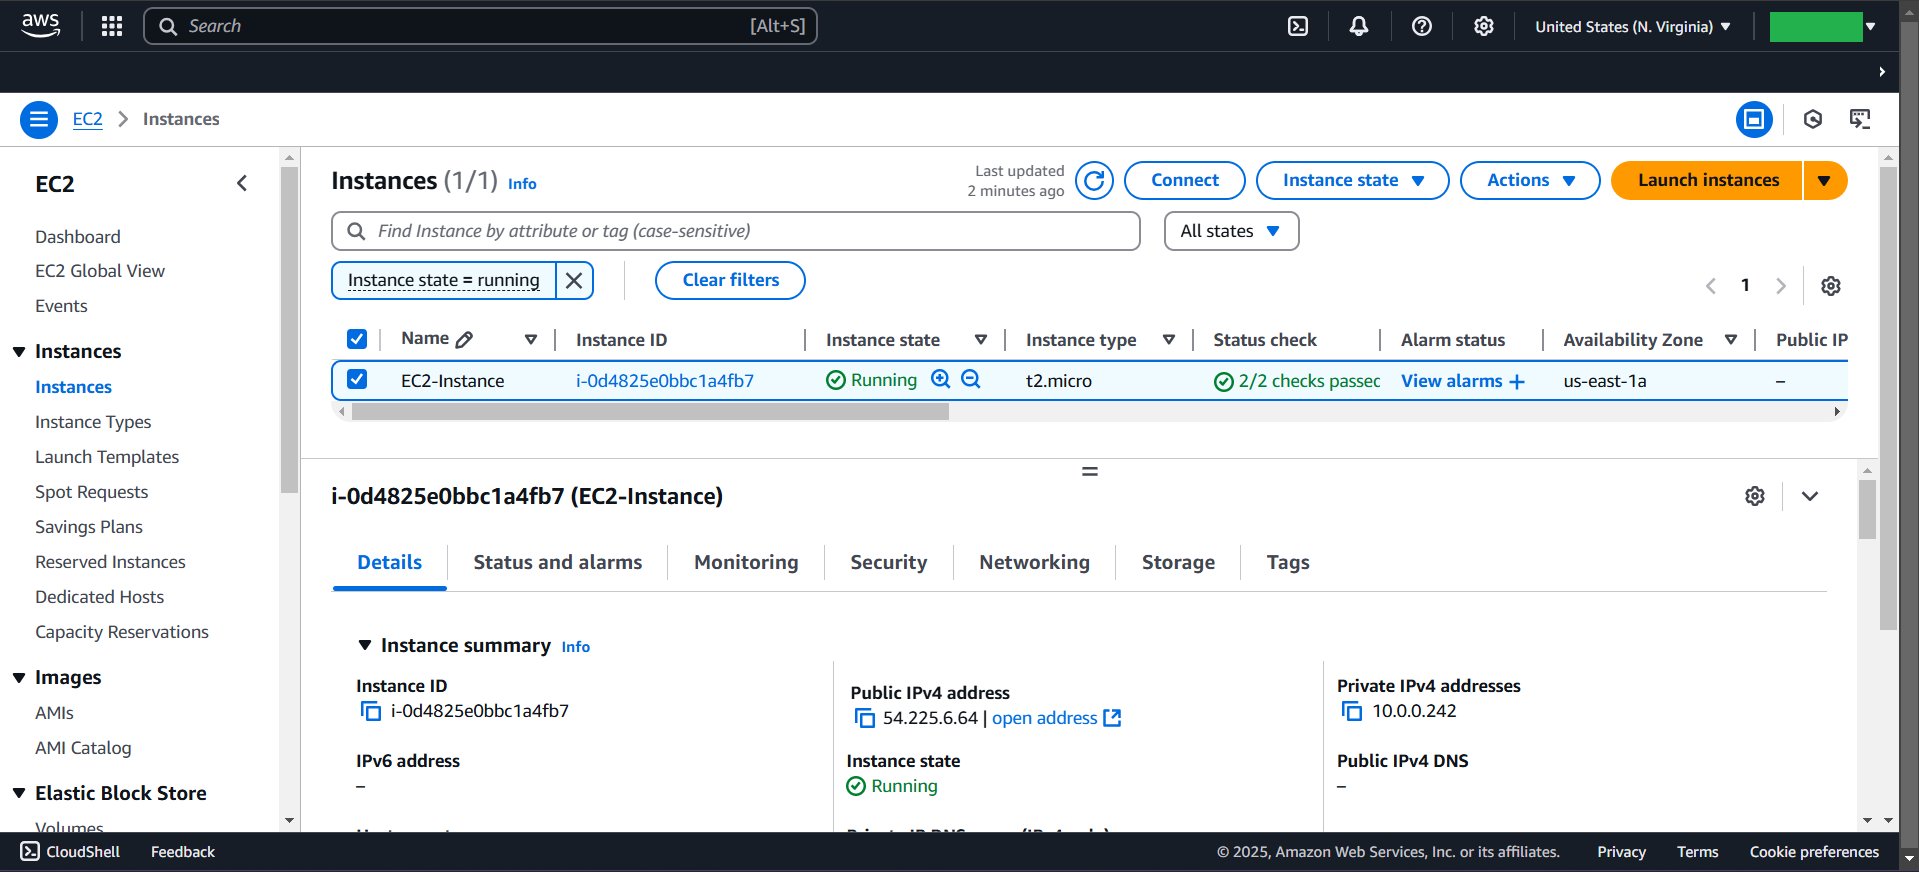 aws
Search [Alt+S]
United States (N. Virginia)
EC2 Instances
EC2
Dashboard
EC2 Global View
Events
Instances
Instances
Instance Types
Launch Templates
Spot Requests
Savings Plans
Reserved Instances
Dedicated Hosts
Capacity Reservations
Images
AMIs
AMI Catalog
Elastic Block Store
Volumes
Instances (1/1) Info
Last updated
2 minutes ago
Connect
Instance state
Actions
Launch instances
Find Instance by attribute or tag (case-sensitive)
All states
Instance state = running
Clear filters
1
Name Instance ID Instance state Instance type Status check Alarm status Availability Zone Public IP
EC2-Instance i-0d4825e0bbc1a4fb7 Running t2.micro 2/2 checks passed View alarms + us-east-1a –
i-0d4825e0bbc1a4fb7 (EC2-Instance)
Details Status and alarms Monitoring Security Networking Storage Tags
Instance summary Info
Instance ID
i-0d4825e0bbc1a4fb7
Public IPv4 address
54.225.6.64 | open address
Private IPv4 addresses
10.0.0.242
IPv6 address
–
Instance state
Running
Public IPv4 DNS
–
CloudShell Feedback © 2025, Amazon Web Services, Inc. or its affiliates. Privacy Terms Cookie preferences